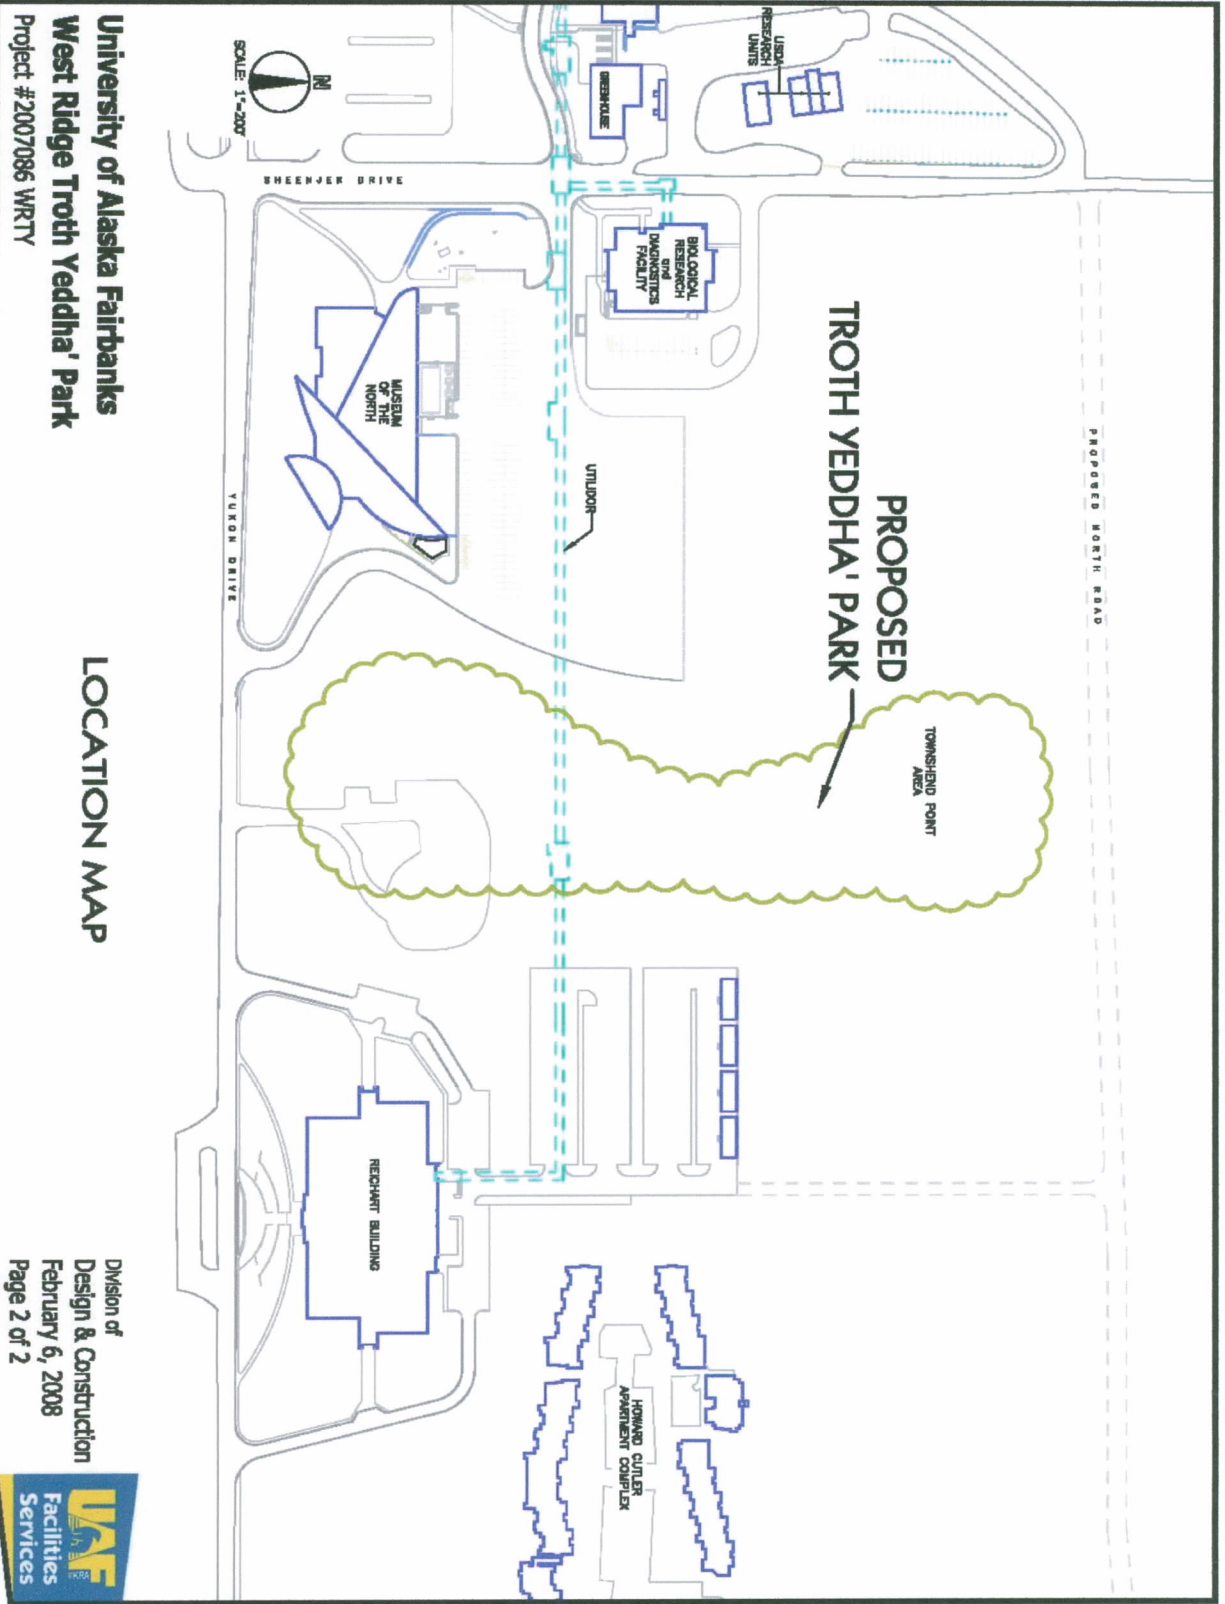 USDA
RESEARCH
UNITS
GREENHOUSE
PROPOSED NORTH ROAD
PROPOSED
TROTH YEDDHA' PARK
TOWNSHEND POINT
AREA
BIOLOGICAL
RESEARCH
and
DIAGNOSTICS
FACILITY
UTILIDOR
SHEENJEK DRIVE
MUSEUM
OF THE
NORTH
YUKON DRIVE
REICHART BUILDING
HOWARD CUTLER
APARTMENT COMPLEX
N
SCALE: 1"=200'
University of Alaska Fairbanks
West Ridge Troth Yeddha' Park
Project #2007086 WRTY
LOCATION MAP
Division of
Design & Construction
February 6, 2008
Page 2 of 2
UAF
Facilities
Services